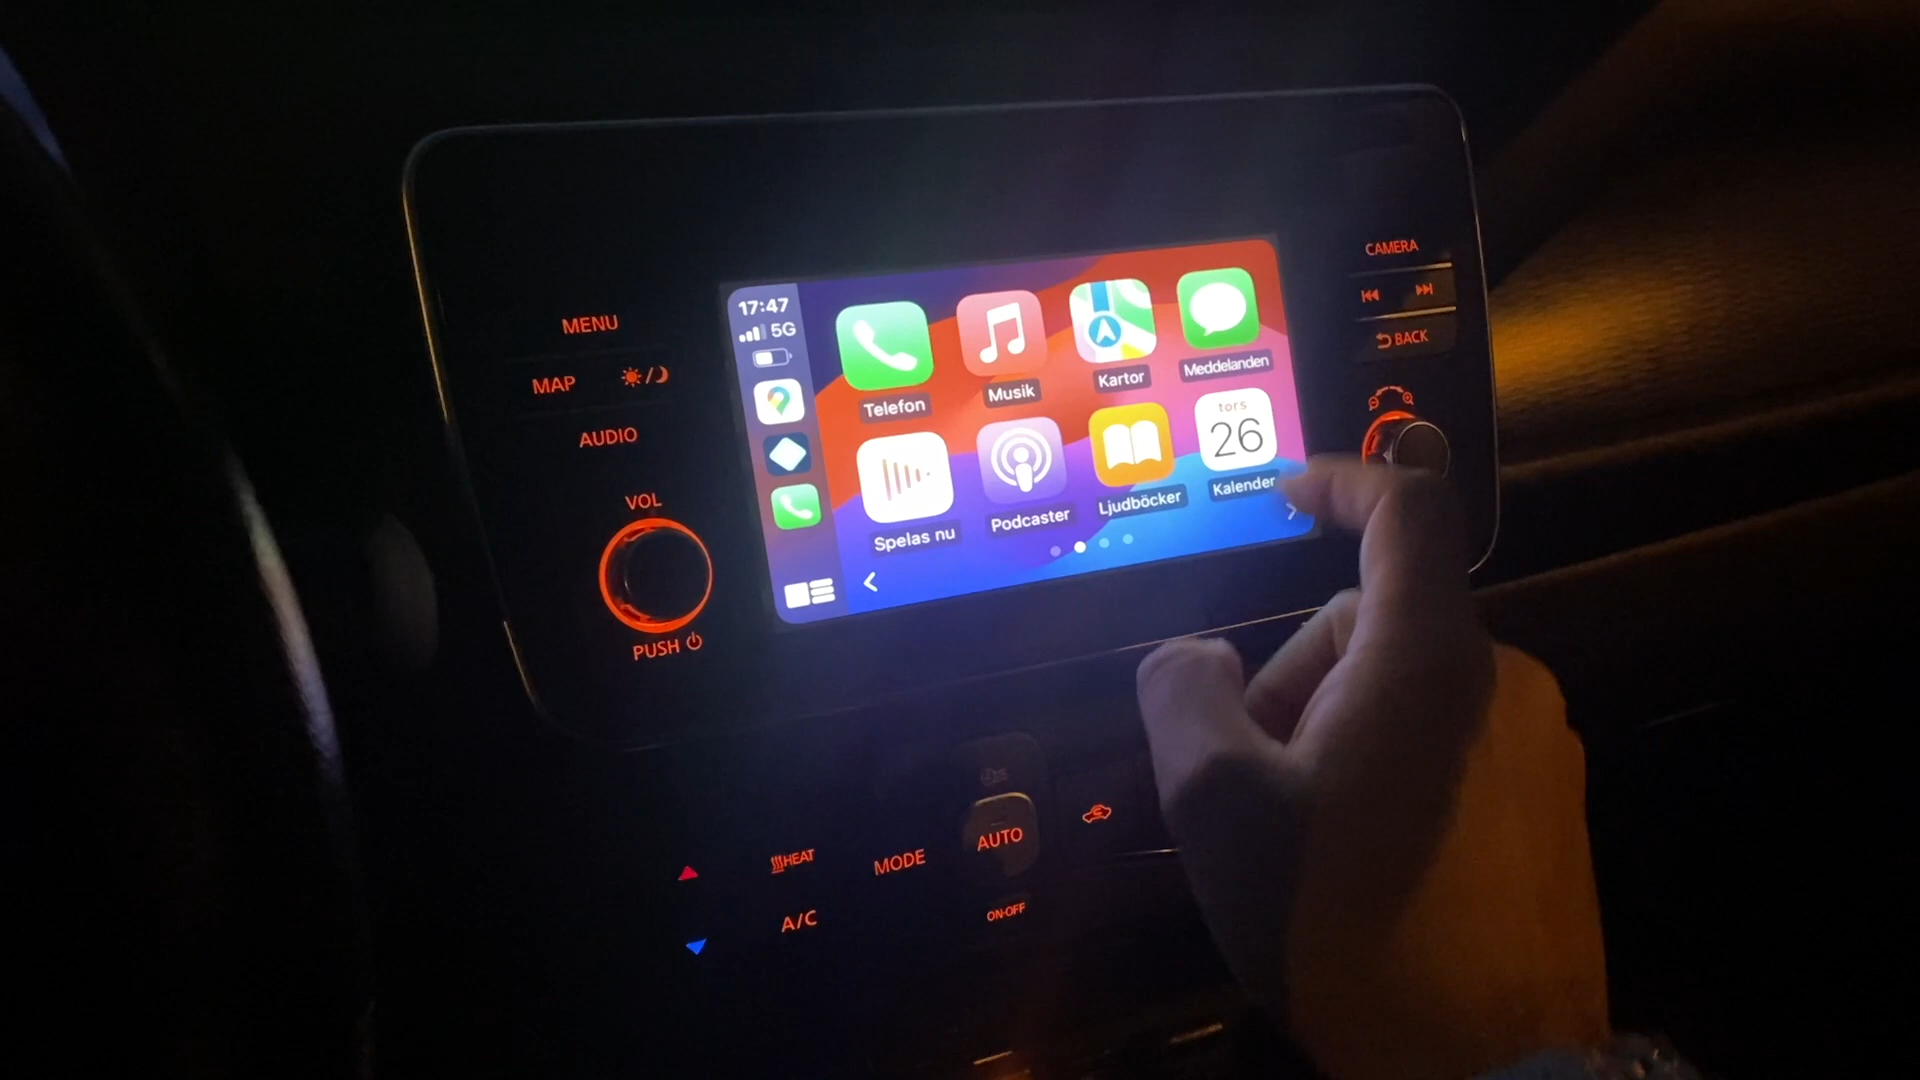 MENU
MAP
AUDIO
VOL
PUSH
17:47
5G
Telefon
Musik
Kartor
Meddelanden
Spelas nu
Podcaster
Ljudböcker
tors
26
Kalender
CAMERA
BACK
HEAT
MODE
AUTO
A/C
ON·OFF